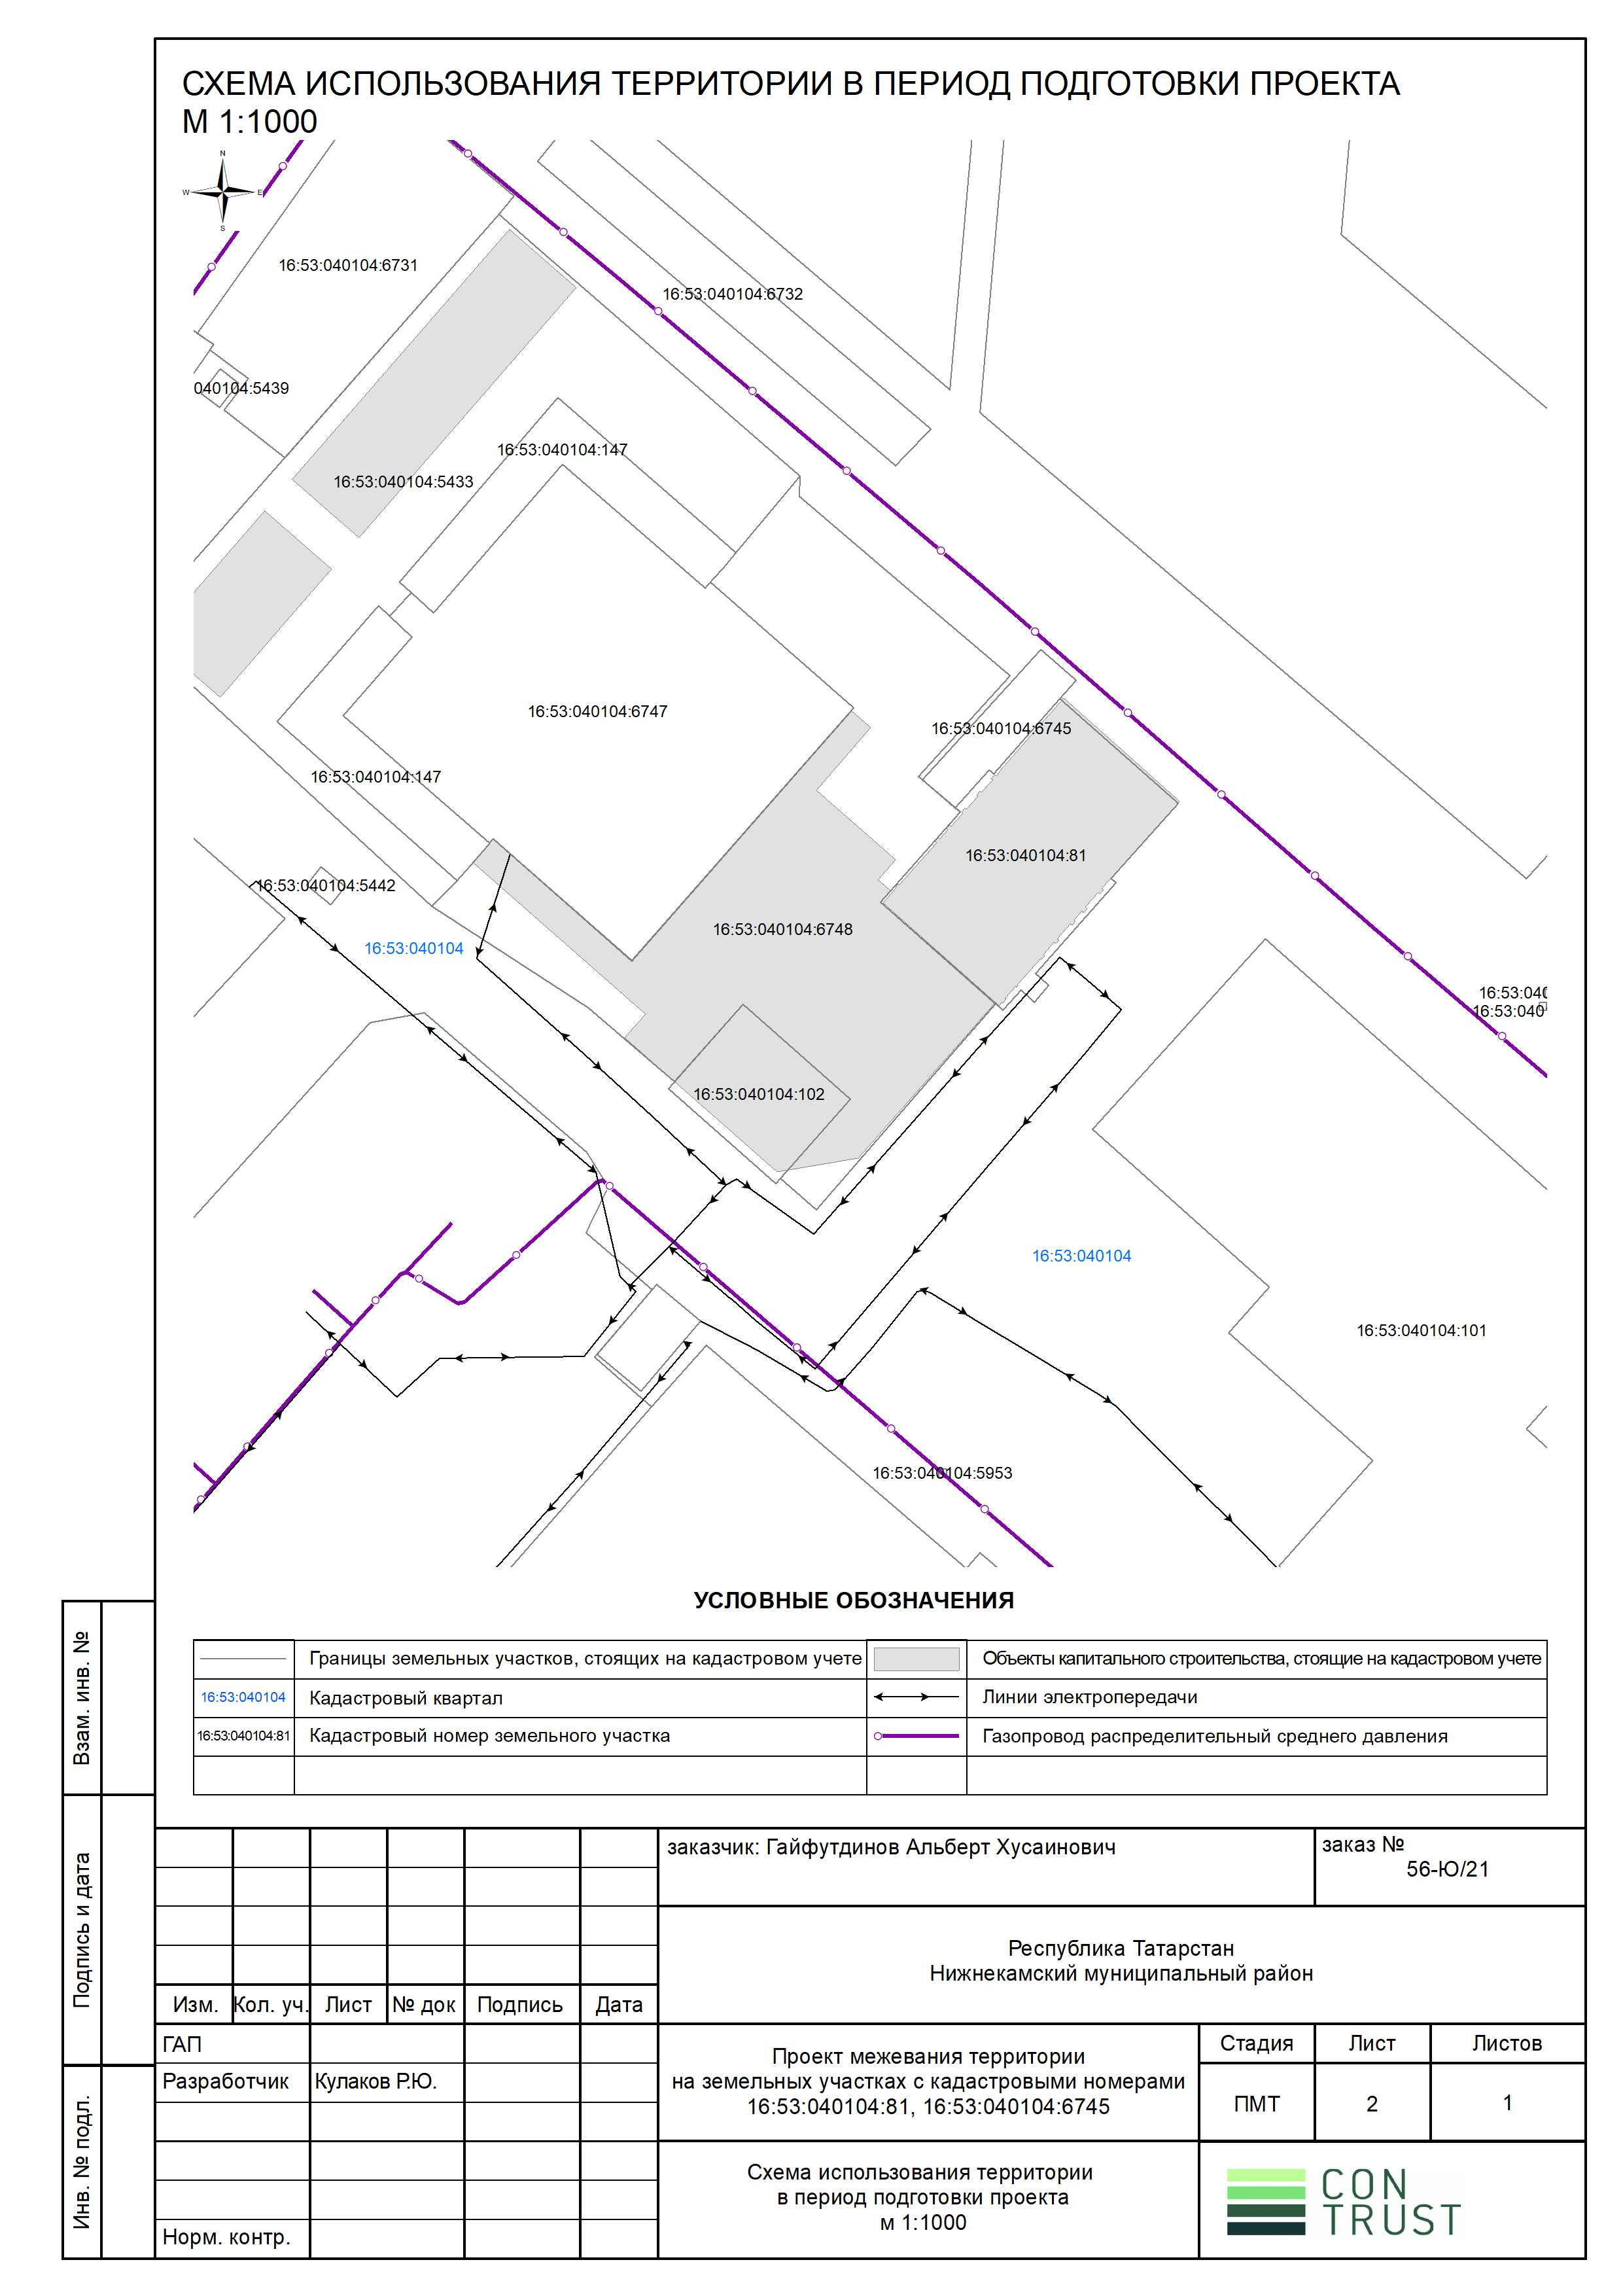 СХЕМА ИСПОЛЬЗОВАНИЯ ТЕРРИТОРИИ В ПЕРИОД ПОДГОТОВКИ ПРОЕКТА
М 1:1000
N
W
E
S
16:53:040104:6731
16:53:040104:6732
040104:5439
16:53:040104:147
16:53:040104:5433
16:53:040104:6747
16:53:040104:6745
16:53:040104:147
16:53:040104:81
16:53:040104:5442
16:53:040104:6748
16:53:040104
16:53:040
16:53:040
16:53:040104:102
16:53:040104
16:53:040104:101
16:53:040104:5953
УСЛОВНЫЕ ОБОЗНАЧЕНИЯ
Границы земельных участков, стоящих на кадастровом учете
Объекты капитального строительства, стоящие на кадастровом учете
16:53:040104
Кадастровый квартал
Линии электропередачи
16:53:040104:81
Кадастровый номер земельного участка
Газопровод распределительный среднего давления
Взам. инв. №
Подпись и дата
Инв. № подл.
заказчик: Гайфутдинов Альберт Хусаинович
заказ №
56-Ю/21
Республика Татарстан
Нижнекамский муниципальный район
Изм.
Кол. уч.
Лист
№ док
Подпись
Дата
ГАП
Разработчик
Кулаков Р.Ю.
Норм. контр.
Проект межевания территории
на земельных участках с кадастровыми номерами
16:53:040104:81, 16:53:040104:6745
Стадия
Лист
Листов
ПМТ
2
1
Схема использования территории
в период подготовки проекта
м 1:1000
CON
TRUST